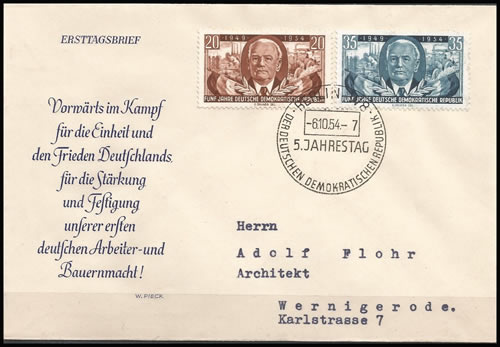 ERSTTAGSBRIEF
20 1949 1954 20
FÜNF JAHRE DEUTSCHE DEMOKRATISCHE REPUBLIK
35 1949 1954 35
FÜNF JAHRE DEUTSCHE DEMOKRATISCHE REPUBLIK
-6.10.54.-7
5.JAHRESTAG
DER DEUTSCHEN DEMOKRATISCHEN REPUBLIK
Vorwärts im Kampf
für die Einheit und
den Frieden Deutschlands,
für die Stärkung
und Festigung
unserer ersten
deutschen Arbeiter-und
Bauernmacht!
W. PIECK
Herrn
Adolf Flohr
Architekt
Wernigerode.
Karlstrasse 7